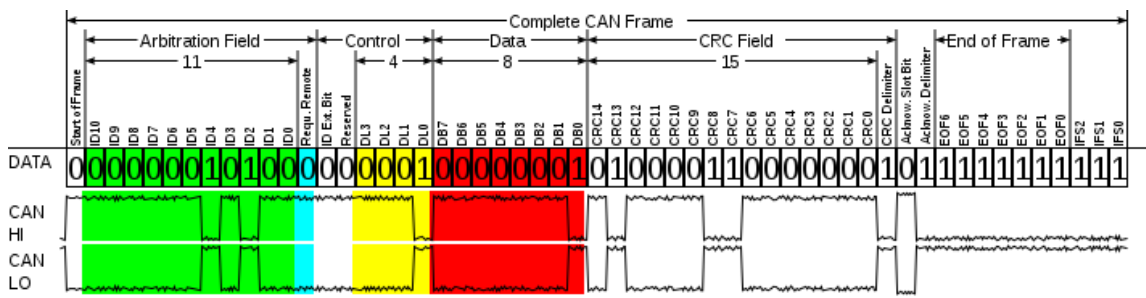 Complete CAN Frame
Arbitration Field Control Data CRC Field End of Frame
11 4 8 15
Start of Frame
ID10
ID9
ID8
ID7
ID6
ID5
ID4
ID3
ID2
ID1
ID0
Requ. Remote
ID Ext. Bit
Reserved
DL3
DL2
DL1
DL0
DB7
DB6
DB5
DB4
DB3
DB2
DB1
DB0
CRC14
CRC13
CRC12
CRC11
CRC10
CRC9
CRC8
CRC7
CRC6
CRC5
CRC4
CRC3
CRC2
CRC1
CRC0
CRC Delimiter
Acknow. Slot Bit
Acknow. Delimiter
EOF6
EOF5
EOF4
EOF3
EOF2
EOF1
EOF0
IFS2
IFS1
IFS0
DATA 0 0 0 0 0 0 0 1 0 1 0 0 0 0 0 0 0 0 1 0 0 0 0 0 0 0 1 0 1 0 0 0 0 1 1 0 0 0 0 0 0 0 1 0 1 1 1 1 1 1 1 1 1 1 1
CAN
HI
CAN
LO